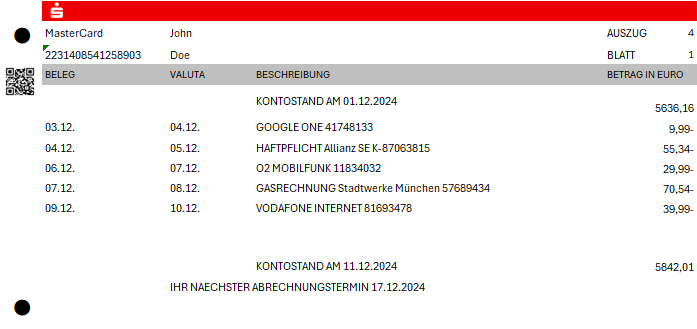 MasterCard John AUSZUG 4
2231408541258903 Doe BLATT 1
BELEG VALUTA BESCHREIBUNG BETRAG IN EURO
KONTOSTAND AM 01.12.2024 5636,16
03.12. 04.12. GOOGLE ONE 41748133 9,99-
04.12. 05.12. HAFTPFLICHT Allianz SE K-87063815 55,34-
06.12. 07.12. O2 MOBILFUNK 11834032 29,99-
07.12. 08.12. GASRECHNUNG Stadtwerke München 57689434 70,54-
09.12. 10.12. VODAFONE INTERNET 81693478 39,99-
KONTOSTAND AM 11.12.2024 5842,01
IHR NAECHSTER ABRECHNUNGSTERMIN 17.12.2024